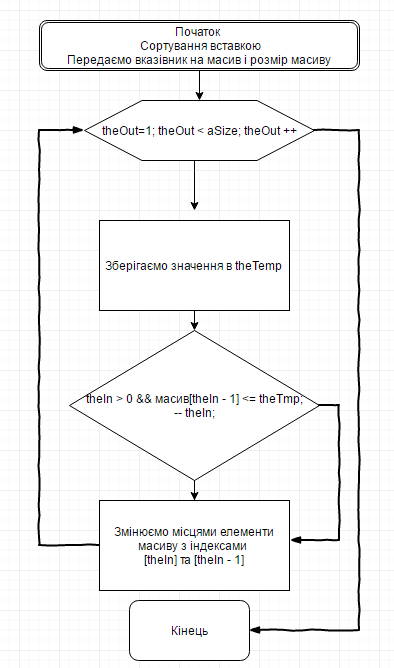 Початок
Сортування вставкою
Передаємо вказівник на масив і розмір масиву
theOut=1; theOut < aSize; theOut ++
Зберігаємо значення в theTemp
theIn > 0 && масив[theIn - 1] <= theTmp;
-- theIn;
Змінюємо місцями елементи
масиву з індексами
[theIn] та [theIn - 1]
Кінець